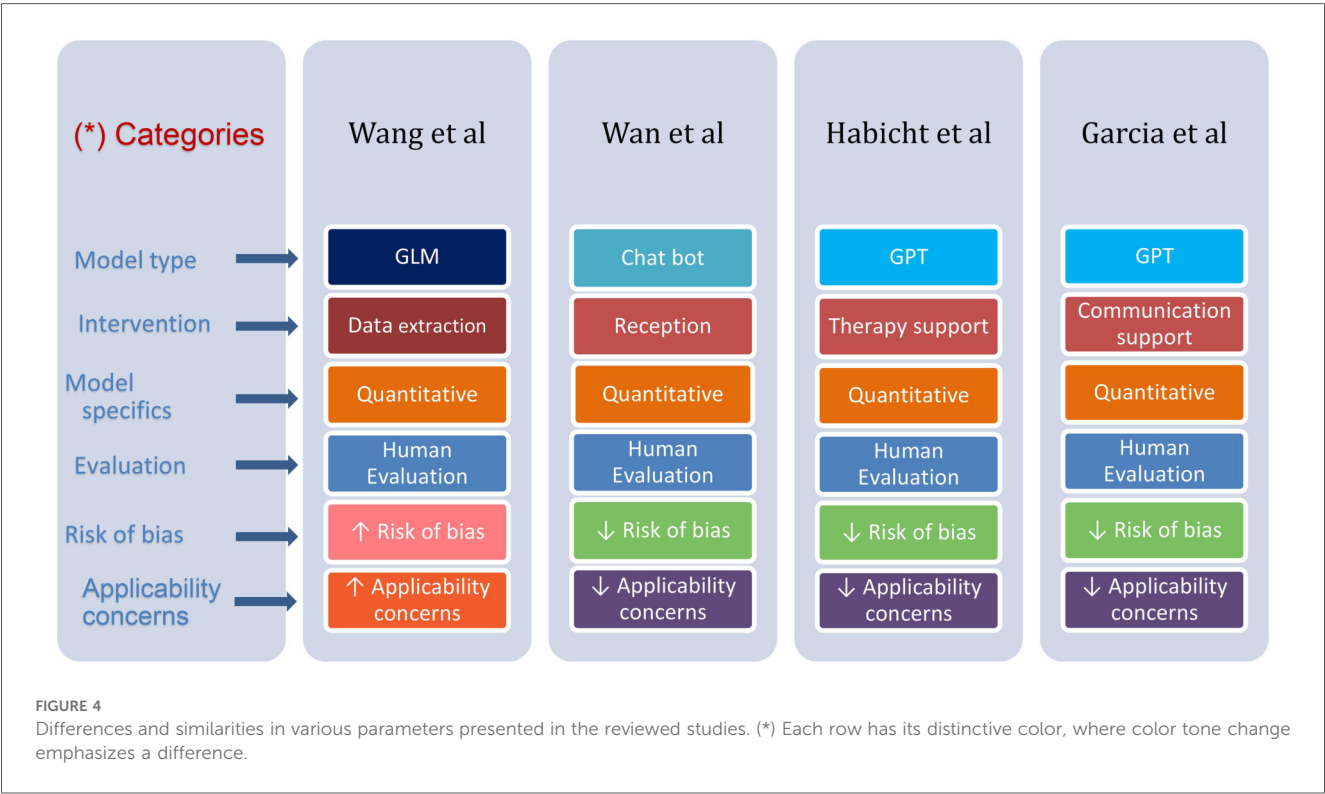 (*) Categories
Wang et al
Wan et al
Habicht et al
Garcia et al
Model type
GLM
Chat bot
GPT
GPT
Intervention
Data extraction
Reception
Therapy support
Communication
support
Model
specifics
Quantitative
Quantitative
Quantitative
Quantitative
Evaluation
Human
Evaluation
Human
Evaluation
Human
Evaluation
Human
Evaluation
Risk of bias
↑ Risk of bias
↓ Risk of bias
↓ Risk of bias
↓ Risk of bias
Applicability
concerns
↑ Applicability
concerns
↓ Applicability
concerns
↓ Applicability
concerns
↓ Applicability
concerns
FIGURE 4
Differences and similarities in various parameters presented in the reviewed studies. (*) Each row has its distinctive color, where color tone change
emphasizes a difference.